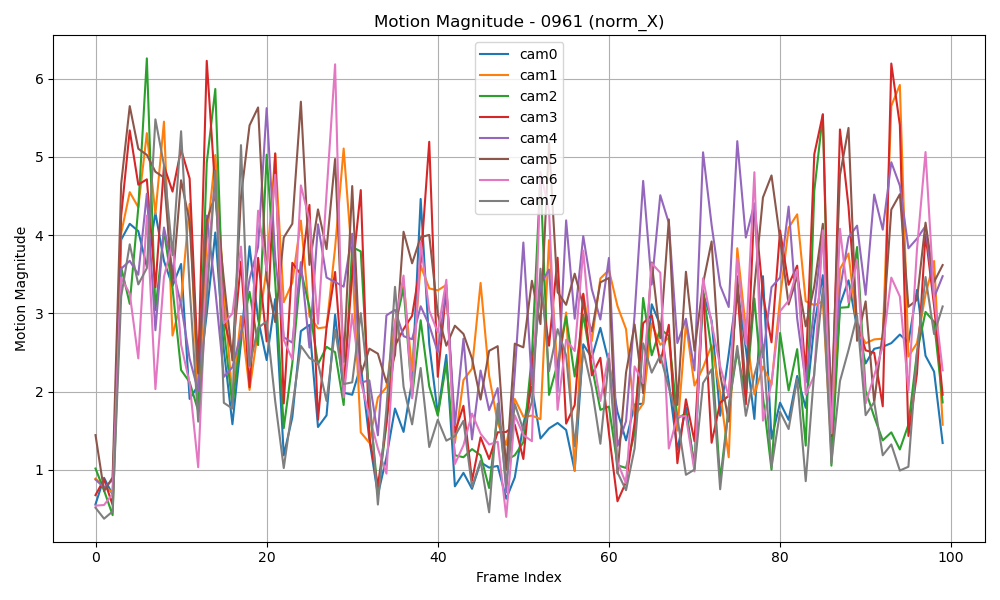 Motion Magnitude - 0961 (norm_X)
Motion Magnitude
6
5
4
3
2
1
0
20
40
60
80
100
Frame Index
cam0
cam1
cam2
cam3
cam4
cam5
cam6
cam7